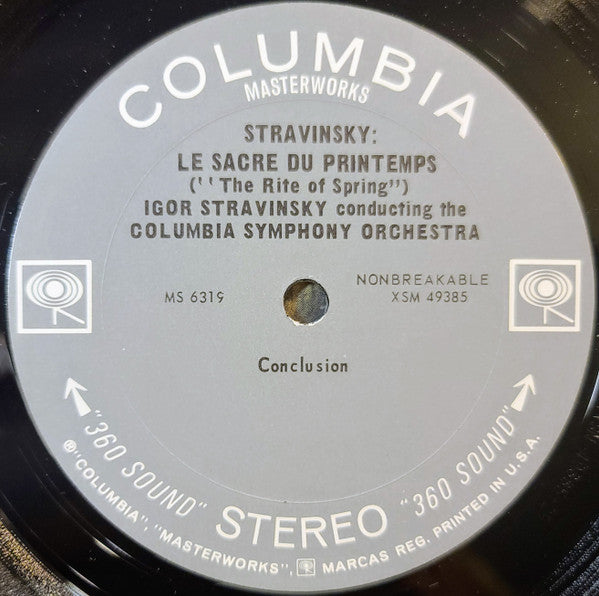 COLUMBIA
MASTERWORKS
STRAVINSKY:
LE SACRE DU PRINTEMPS
(''The Rite of Spring'')
IGOR STRAVINSKY conducting the
COLUMBIA SYMPHONY ORCHESTRA
MS 6319
NONBREAKABLE
XSM 49385
Conclusion
"360 SOUND" STEREO "360 SOUND"
®"COLUMBIA", "MASTERWORKS", MARCAS REG. PRINTED IN U.S.A.